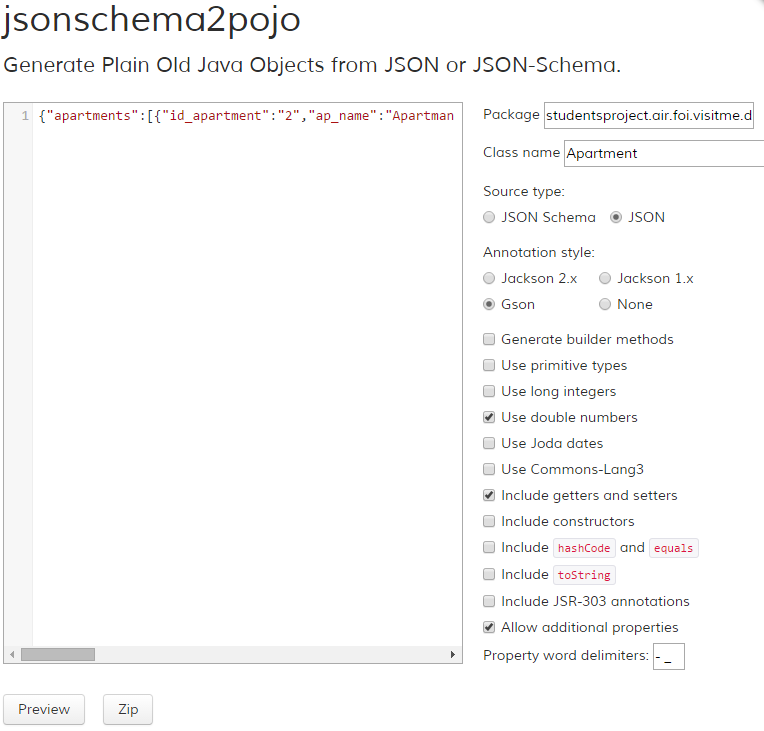 jsonschema2pojo
Generate Plain Old Java Objects from JSON or JSON-Schema.
1 {"apartments":[{"id_apartment":"2","ap_name":"Apartman
Package studentsproject.air.foi.visitme.d
Class name Apartment
Source type:
JSON Schema JSON
Annotation style:
Jackson 2.x Jackson 1.x
Gson None
Generate builder methods
Use primitive types
Use long integers
Use double numbers
Use Joda dates
Use Commons-Lang3
Include getters and setters
Include constructors
Include hashCode and equals
Include toString
Include JSR-303 annotations
Allow additional properties
Property word delimiters: - _
Preview Zip